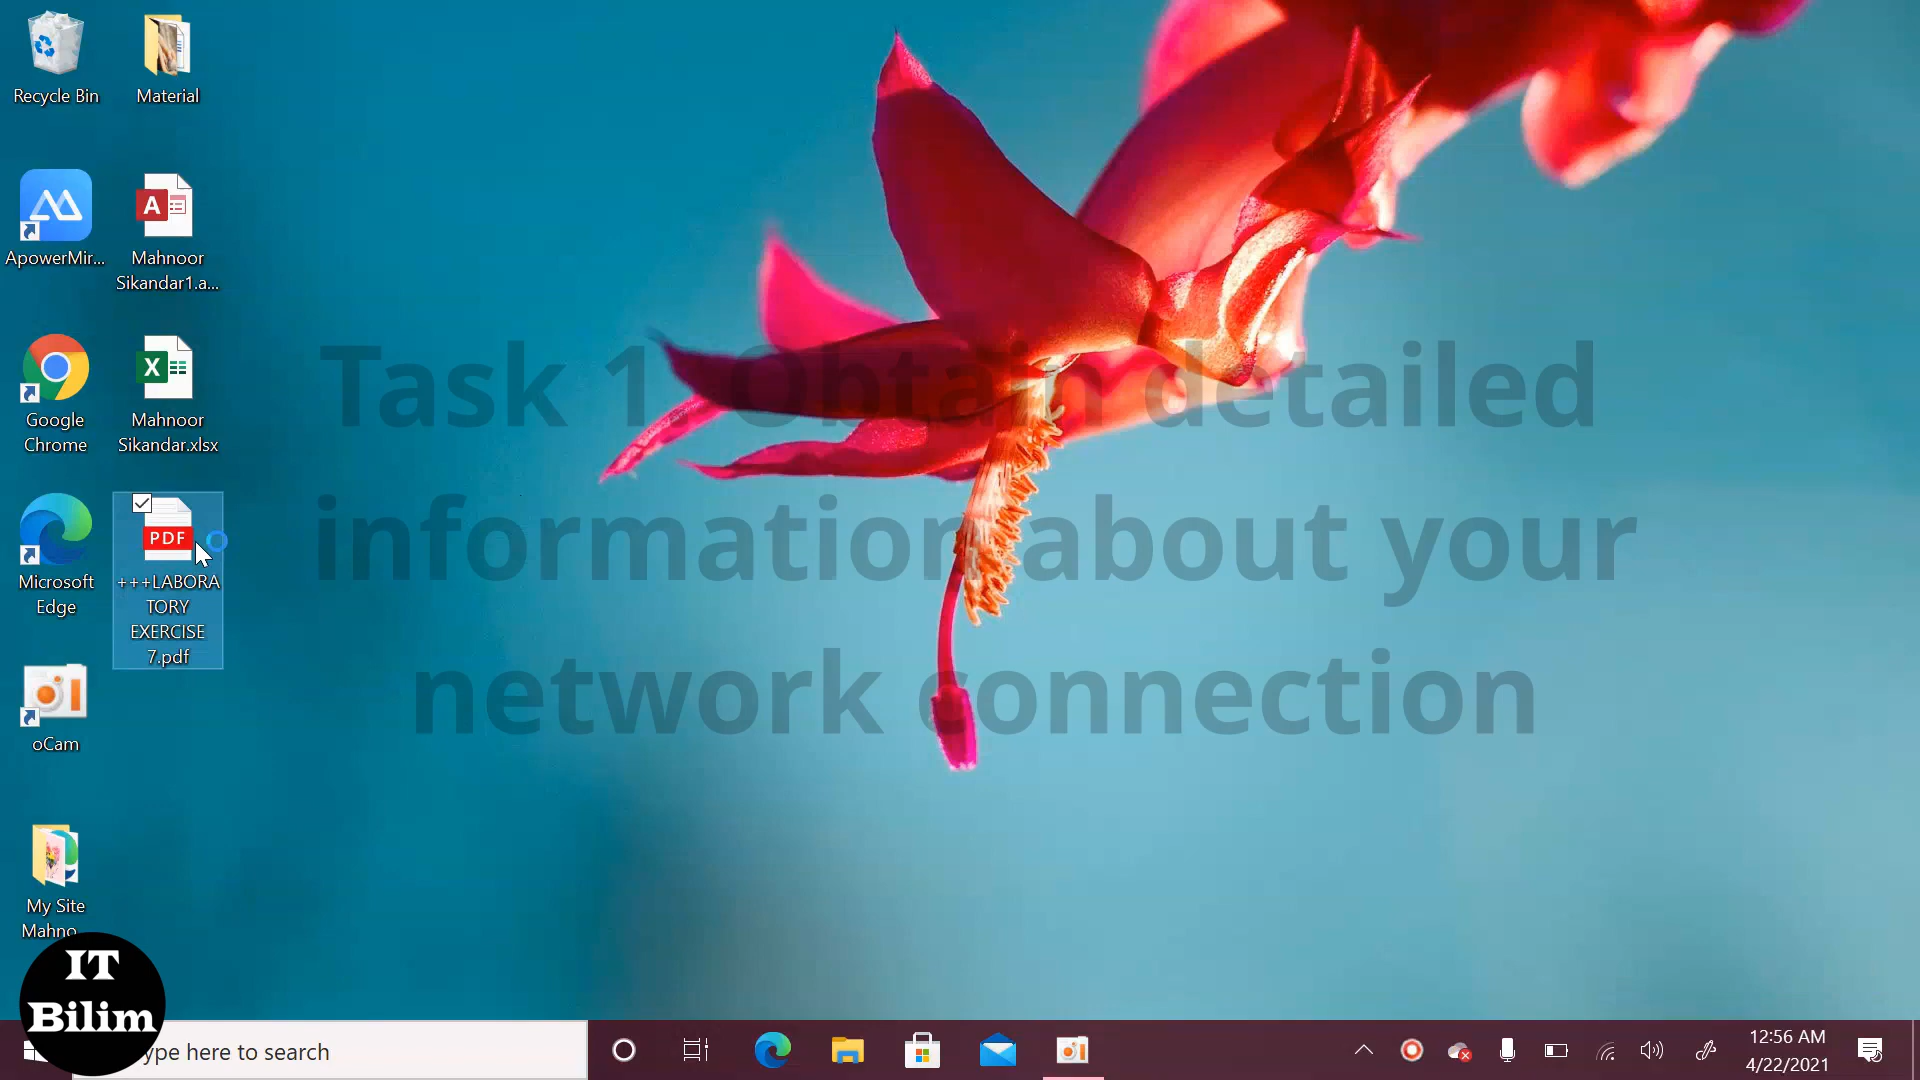 Recycle Bin
Material
ApowerMir...
Mahnoor
Sikandar1.a...
Google
Chrome
Mahnoor
Sikandar.xlsx
Microsoft
Edge
PDF
+++LABORA
TORY
EXERCISE
7.pdf
oCam
My Site
Mahno
Task 1. Obtain detailed
information about your
network connection
IT
Bilim
ype here to search
12:56 AM
4/22/2021